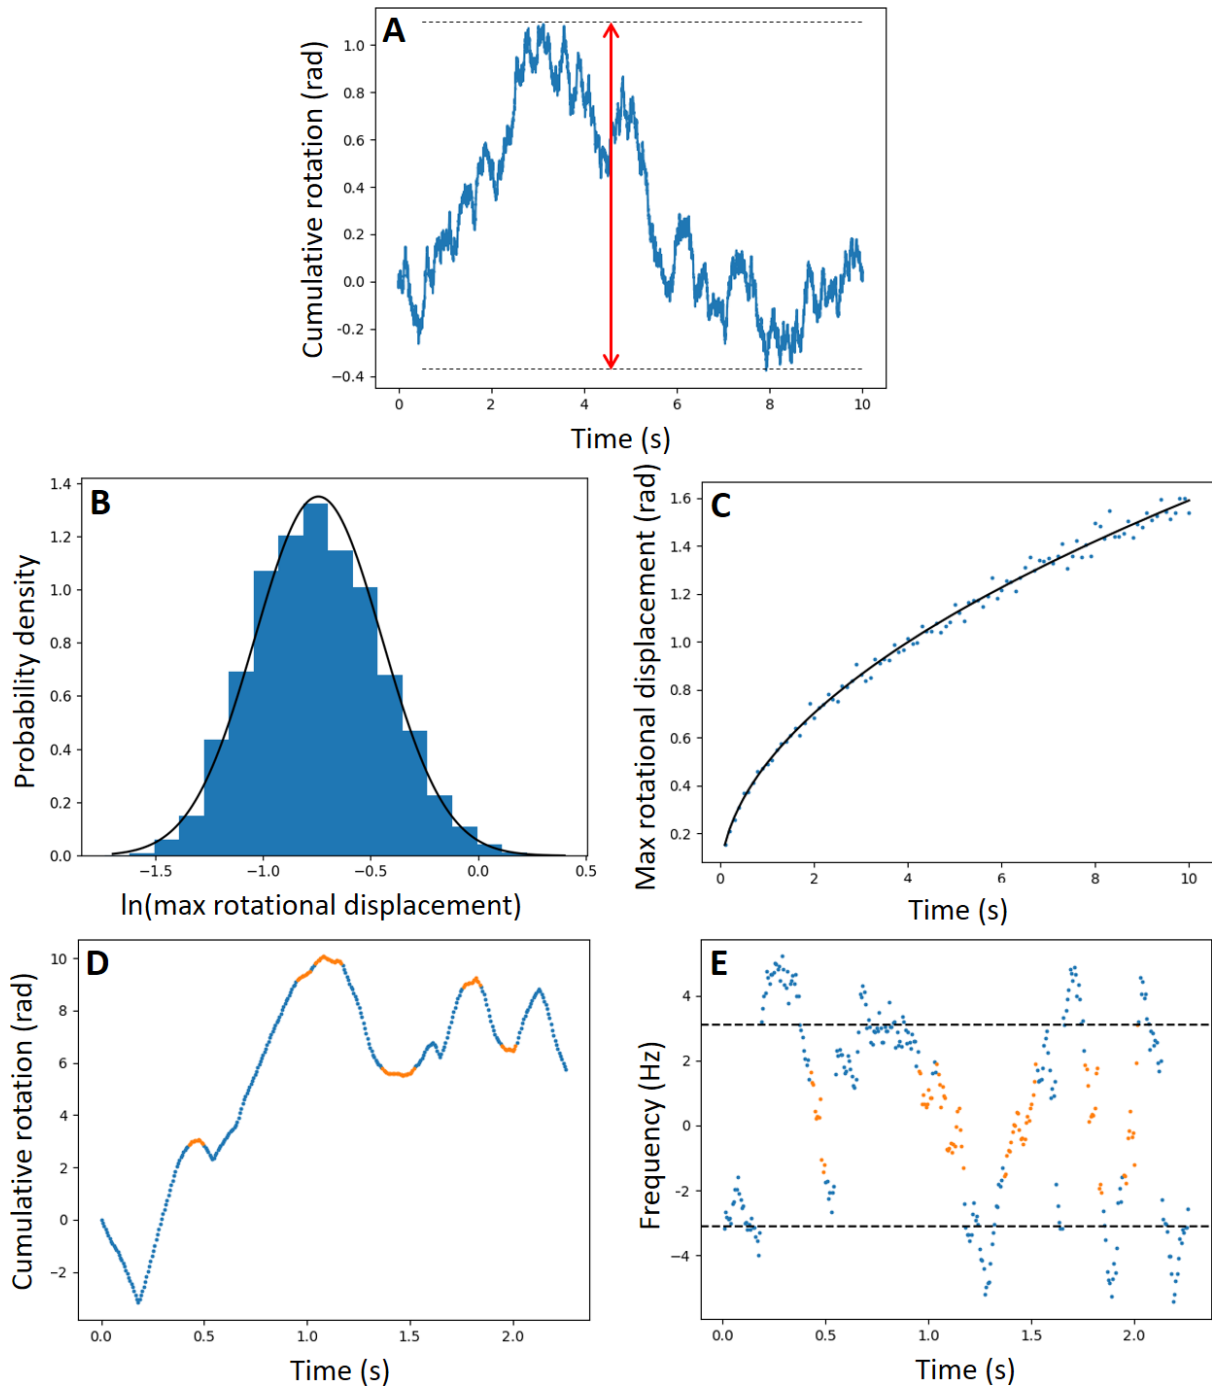 A
Cumulative rotation (rad)
1.0
0.8
0.6
0.4
0.2
0.0
-0.2
-0.4
0 2 4 6 8 10
Time (s)
B
Probability density
1.4
1.2
1.0
0.8
0.6
0.4
0.2
0.0
−1.5 −1.0 −0.5 0.0 0.5
ln(max rotational displacement)
C
Max rotational displacement (rad)
1.6
1.4
1.2
1.0
0.8
0.6
0.4
0.2
0 2 4 6 8 10
Time (s)
D
Cumulative rotation (rad)
10
8
6
4
2
0
−2
0.0 0.5 1.0 1.5 2.0
Time (s)
E
Frequency (Hz)
4
2
0
−2
−4
0.0 0.5 1.0 1.5 2.0
Time (s)